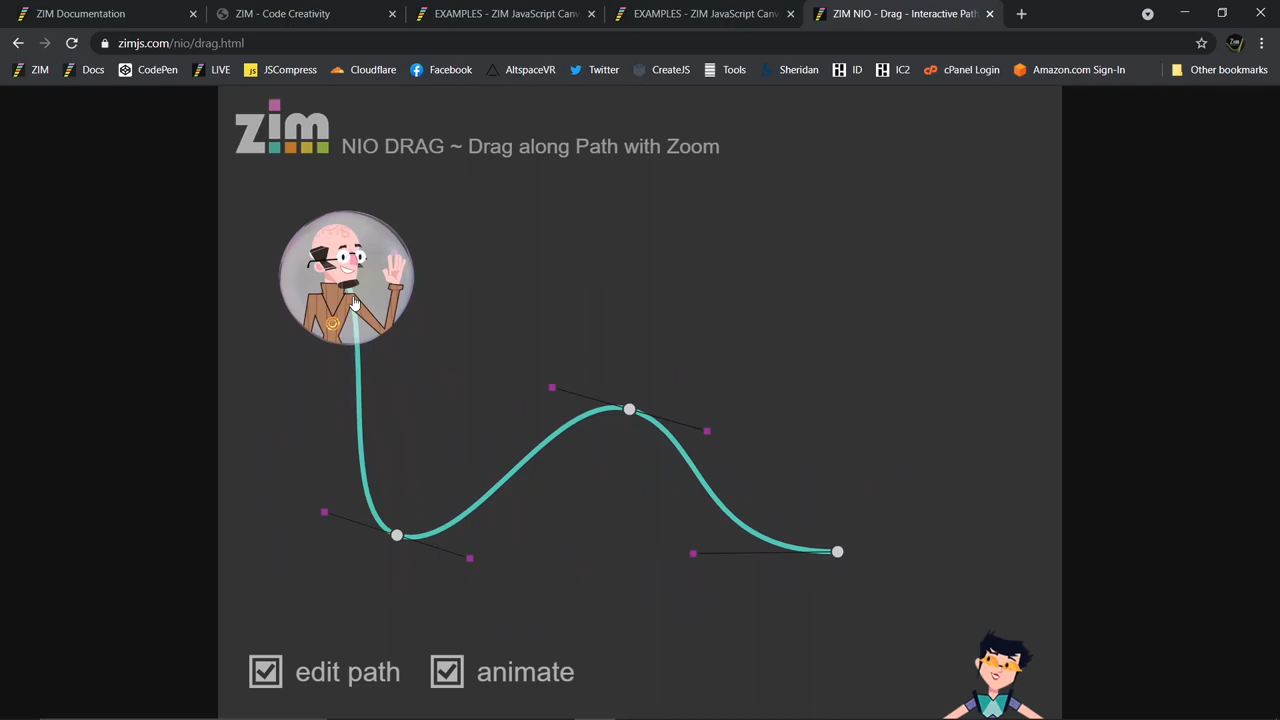 ZIM Documentation
ZIM - Code Creativity
EXAMPLES - ZIM JavaScript Canv
EXAMPLES - ZIM JavaScript Canv
ZIM NIO - Drag - Interactive Path
zimjs.com/nio/drag.html
ZIM
Docs
CodePen
LIVE
JSCompress
Cloudflare
Facebook
AltspaceVR
Twitter
CreateJS
Tools
Sheridan
ID
IC2
cPanel Login
Amazon.com Sign-In
Other bookmarks
zim
NIO DRAG ~ Drag along Path with Zoom
edit path
animate